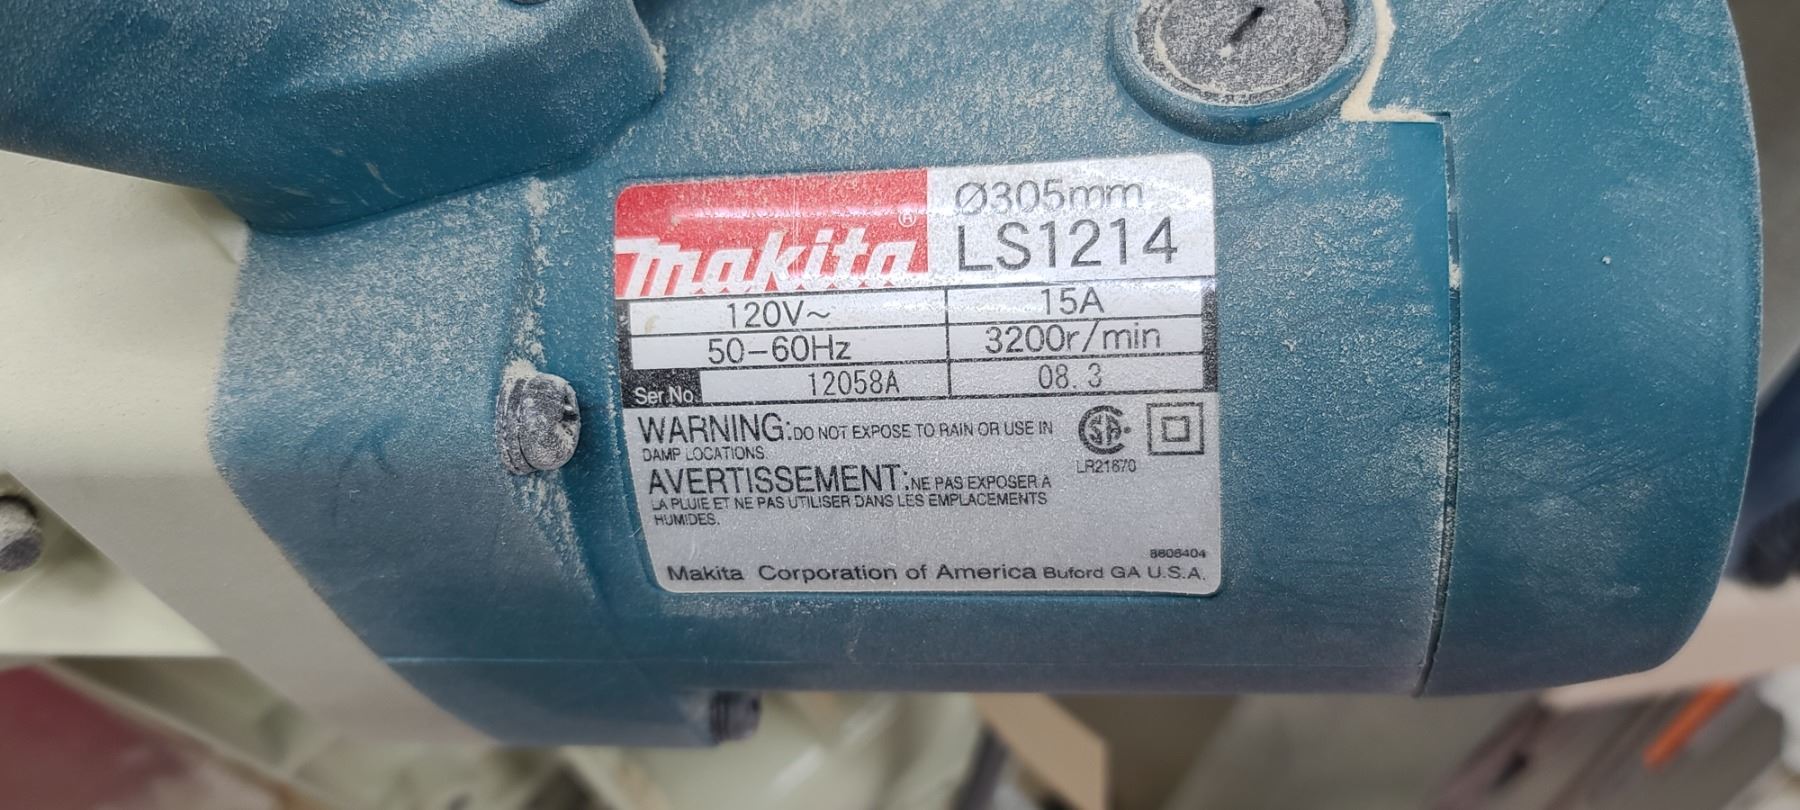 makita®
Ø305mm
LS1214
120V~ 15A
50-60Hz 3200r/min
Ser.No. 12058A 08.3
WARNING: DO NOT EXPOSE TO RAIN OR USE IN
DAMP LOCATIONS.
AVERTISSEMENT: NE PAS EXPOSER A
LA PLUIE ET NE PAS UTILISER DANS LES EMPLACEMENTS
HUMIDES.
LR21670
8808404
Makita Corporation of America Buford GA U.S.A.